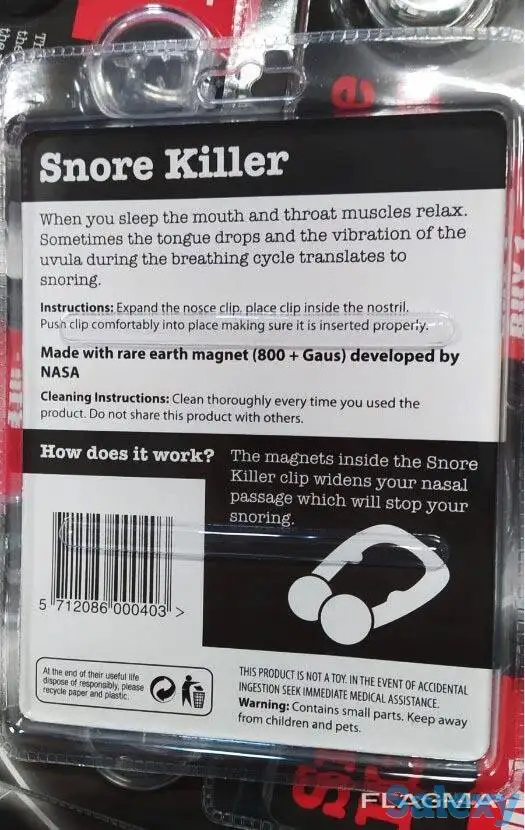 Snore Killer
When you sleep the mouth and throat muscles relax.
Sometimes the tongue drops and the vibration of the
uvula during the breathing cycle translates to
snoring.
Instructions: Expand the nosce clip, place clip inside the nostril.
Push clip comfortably into place making sure it is inserted properly.
Made with rare earth magnet (800 + Gaus) developed by
NASA
Cleaning Instructions: Clean thoroughly every time you used the
product. Do not share this product with others.
How does it work?
The magnets inside the Snore
Killer clip widens your nasal
passage which will stop your
snoring.
5 712086 000403 >
At the end of their useful life
dispose of responsibly, please
recycle paper and plastic.
THIS PRODUCT IS NOT A TOY. IN THE EVENT OF ACCIDENTAL
INGESTION SEEK IMMEDIATE MEDICAL ASSISTANCE.
Warning: Contains small parts. Keep away
from children and pets.
FLAGMA
Salexy